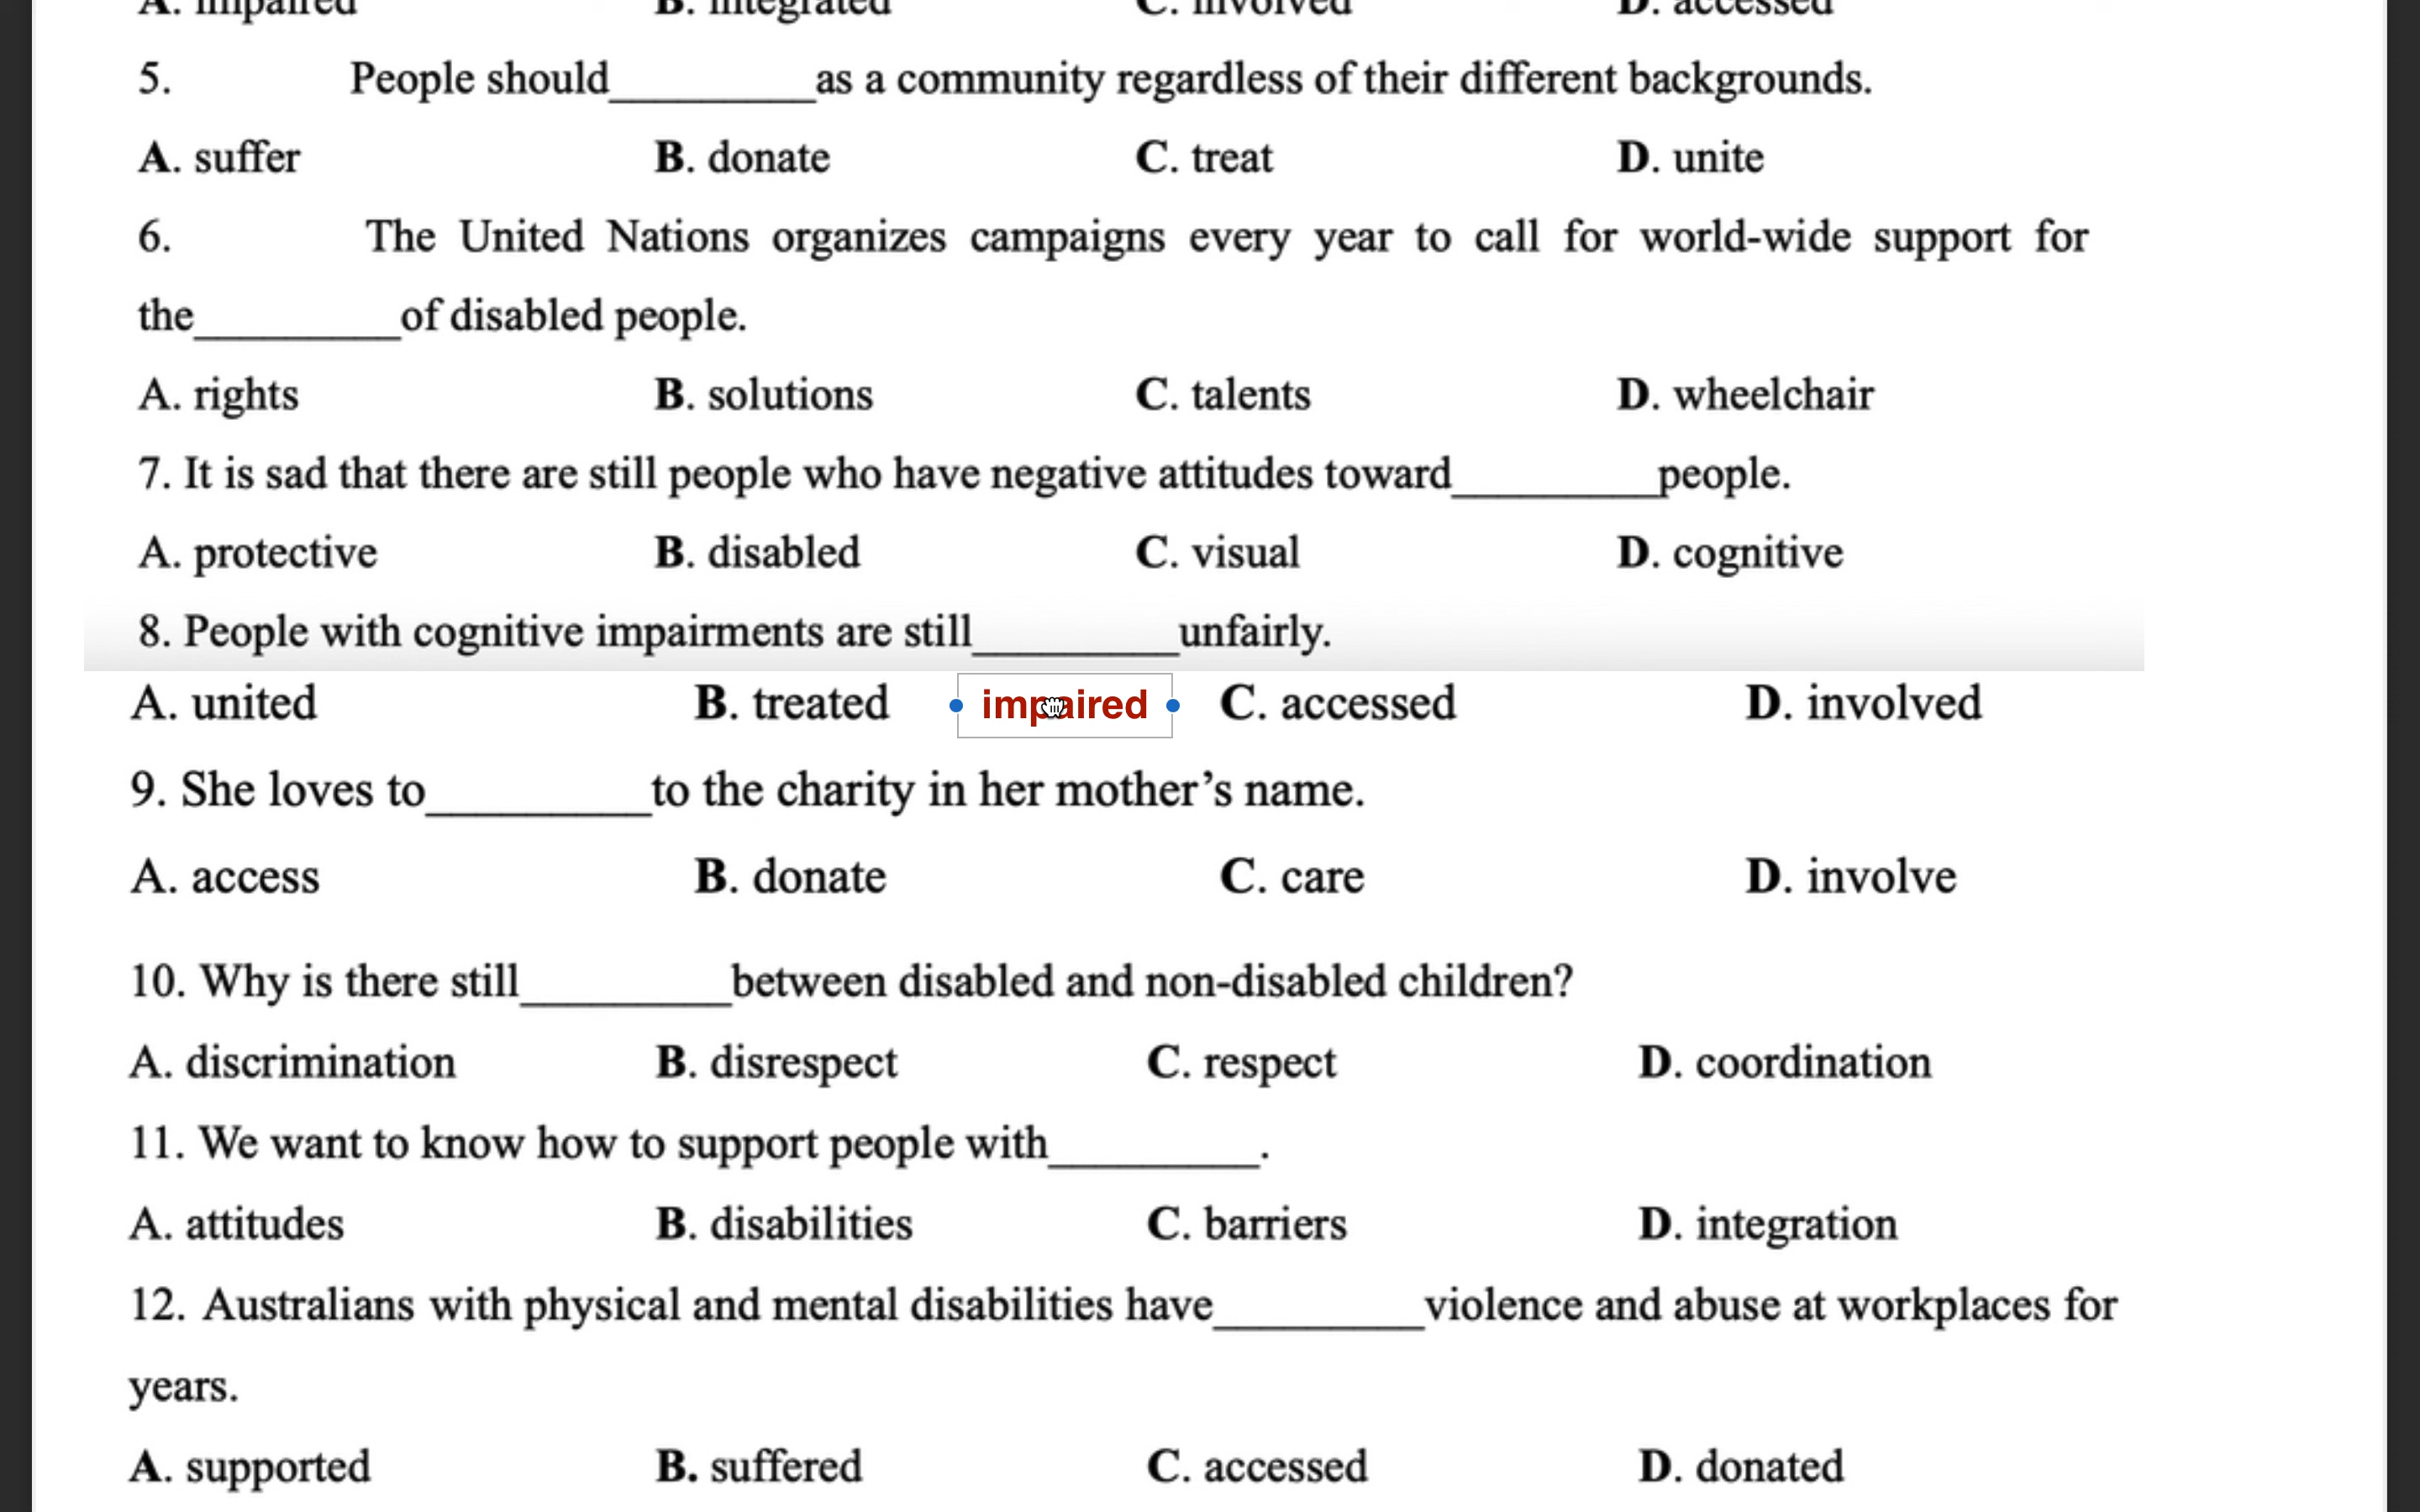 A. impaired B. integrated C. involved D. accessed
5. People should_________as a community regardless of their different backgrounds.
A. suffer B. donate C. treat D. unite
6. The United Nations organizes campaigns every year to call for world-wide support for
the_________of disabled people.
A. rights B. solutions C. talents D. wheelchair
7. It is sad that there are still people who have negative attitudes toward_________people.
A. protective B. disabled C. visual D. cognitive
8. People with cognitive impairments are still_________unfairly.
A. united B. treated impaired C. accessed D. involved
9. She loves to_________to the charity in her mother’s name.
A. access B. donate C. care D. involve
10. Why is there still_________between disabled and non-disabled children?
A. discrimination B. disrespect C. respect D. coordination
11. We want to know how to support people with_________.
A. attitudes B. disabilities C. barriers D. integration
12. Australians with physical and mental disabilities have_________violence and abuse at workplaces for
years.
A. supported B. suffered C. accessed D. donated